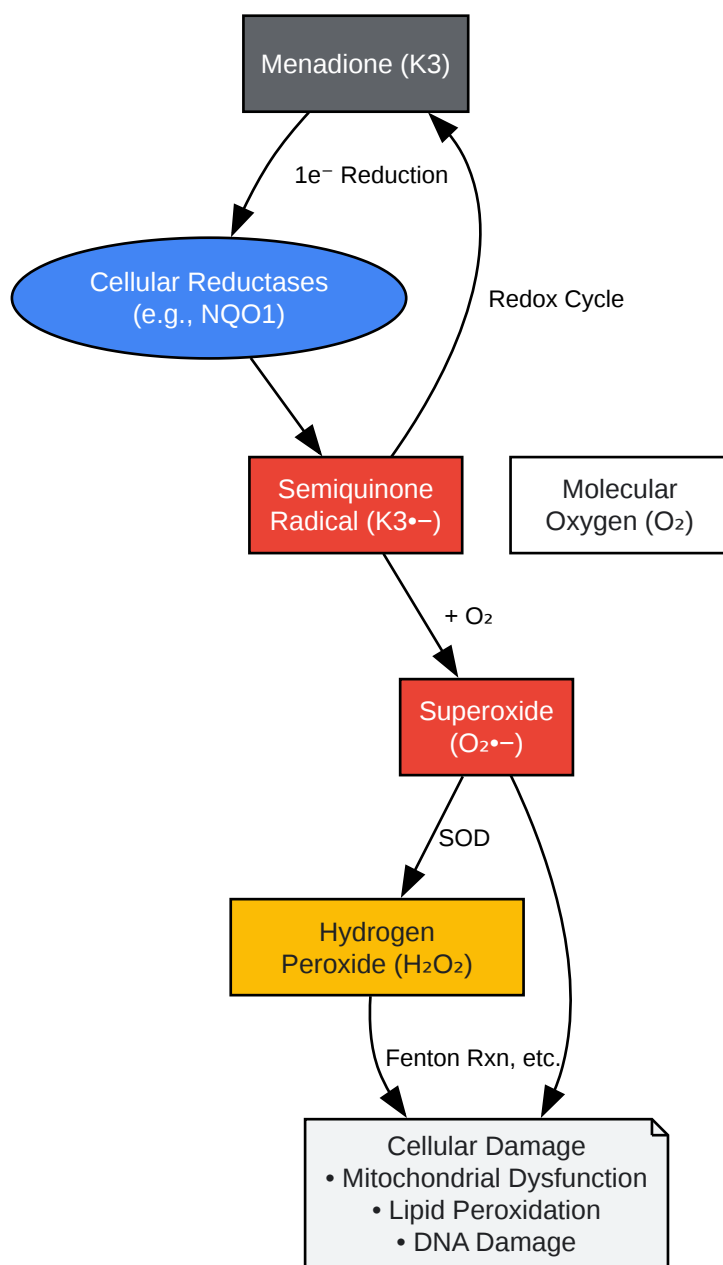 Menadione (K3)
1e⁻ Reduction
Cellular Reductases
(e.g., NQO1)
Redox Cycle
Semiquinone
Radical (K3•−)
Molecular
Oxygen (O₂)
+ O₂
Superoxide
(O₂•−)
SOD
Hydrogen
Peroxide (H₂O₂)
Fenton Rxn, etc.
Cellular Damage
• Mitochondrial Dysfunction
• Lipid Peroxidation
• DNA Damage